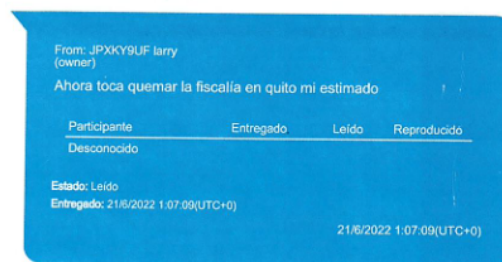 From: JPXKY9UF larry
(owner)
Ahora toca quemar la fiscalía en quito mi estimado
Participante Entregado Leído Reproducido
Desconocido
Estado: Leído
Entregado: 21/6/2022 1:07:09(UTC+0)
21/6/2022 1:07:09(UTC+0)